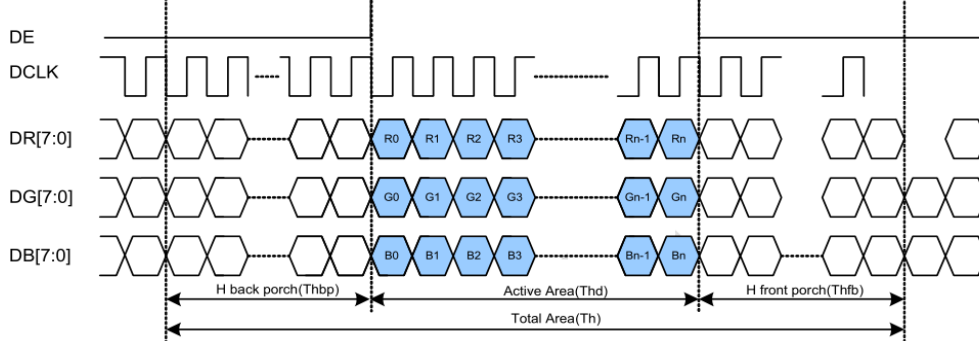 DE
DCLK
DR[7:0] R0 R1 R2 R3 Rn-1 Rn
DG[7:0] G0 G1 G2 G3 Gn-1 Gn
DB[7:0] B0 B1 B2 B3 Bn-1 Bn
H back porch(Thbp) Active Area(Thd) H front porch(Thfb)
Total Area(Th)